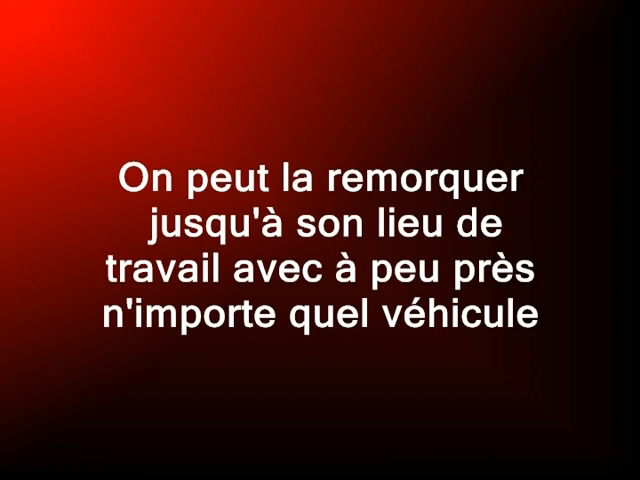 On peut la remorquer
jusqu'à son lieu de
travail avec à peu près
n'importe quel véhicule